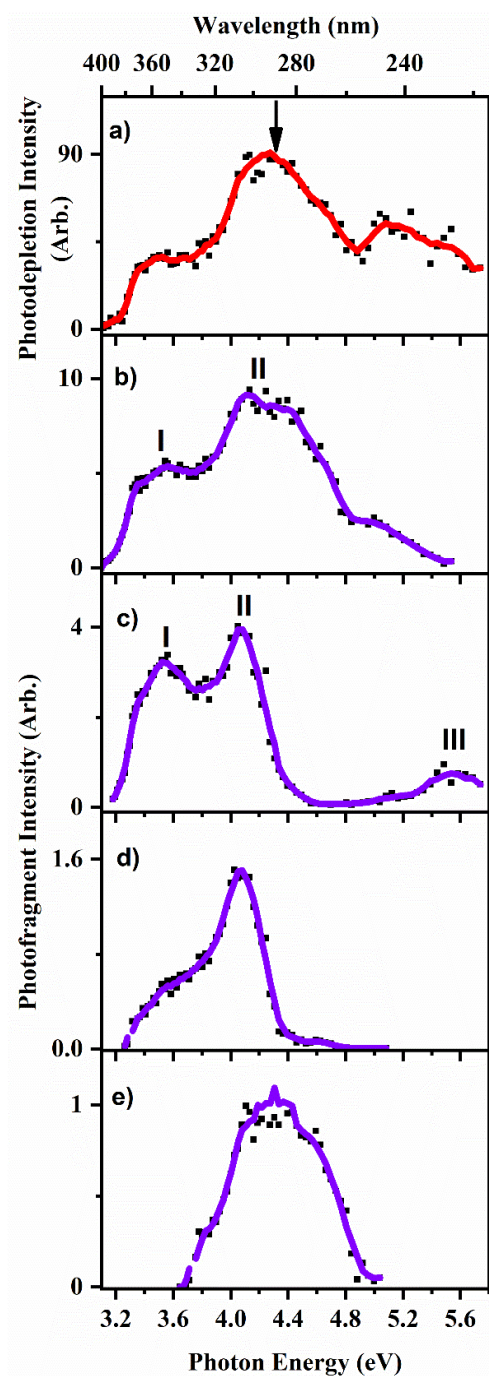 Wavelength (nm)
400 360 320 280 240
Photodepletion Intensity
(Arb.)
a)
90
0
b)
10
I
II
0
Photofragment Intensity (Arb.)
c)
4
I
II
III
0
d)
1.6
0.0
e)
1
1
3.2 3.6 4.0 4.4 4.8 5.2 5.6
Photon Energy (eV)